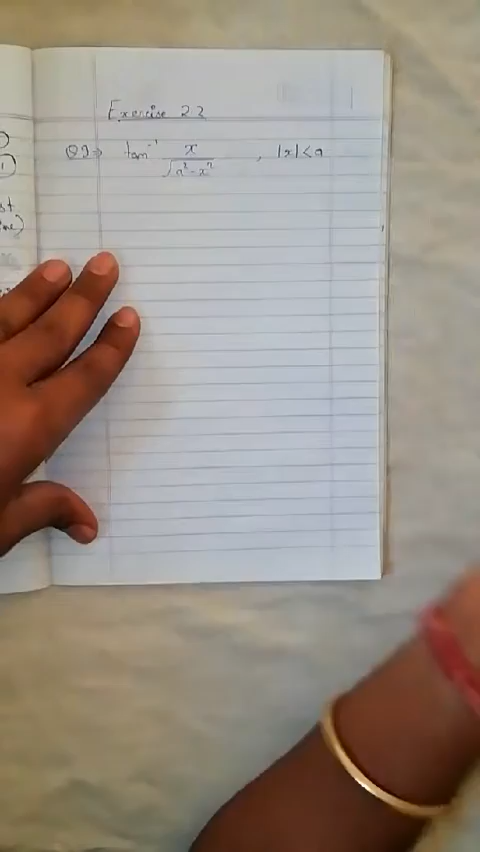 Exercise 2.2
Q9⇒ tan⁻¹ x/√(a²-x²) , |x|<a